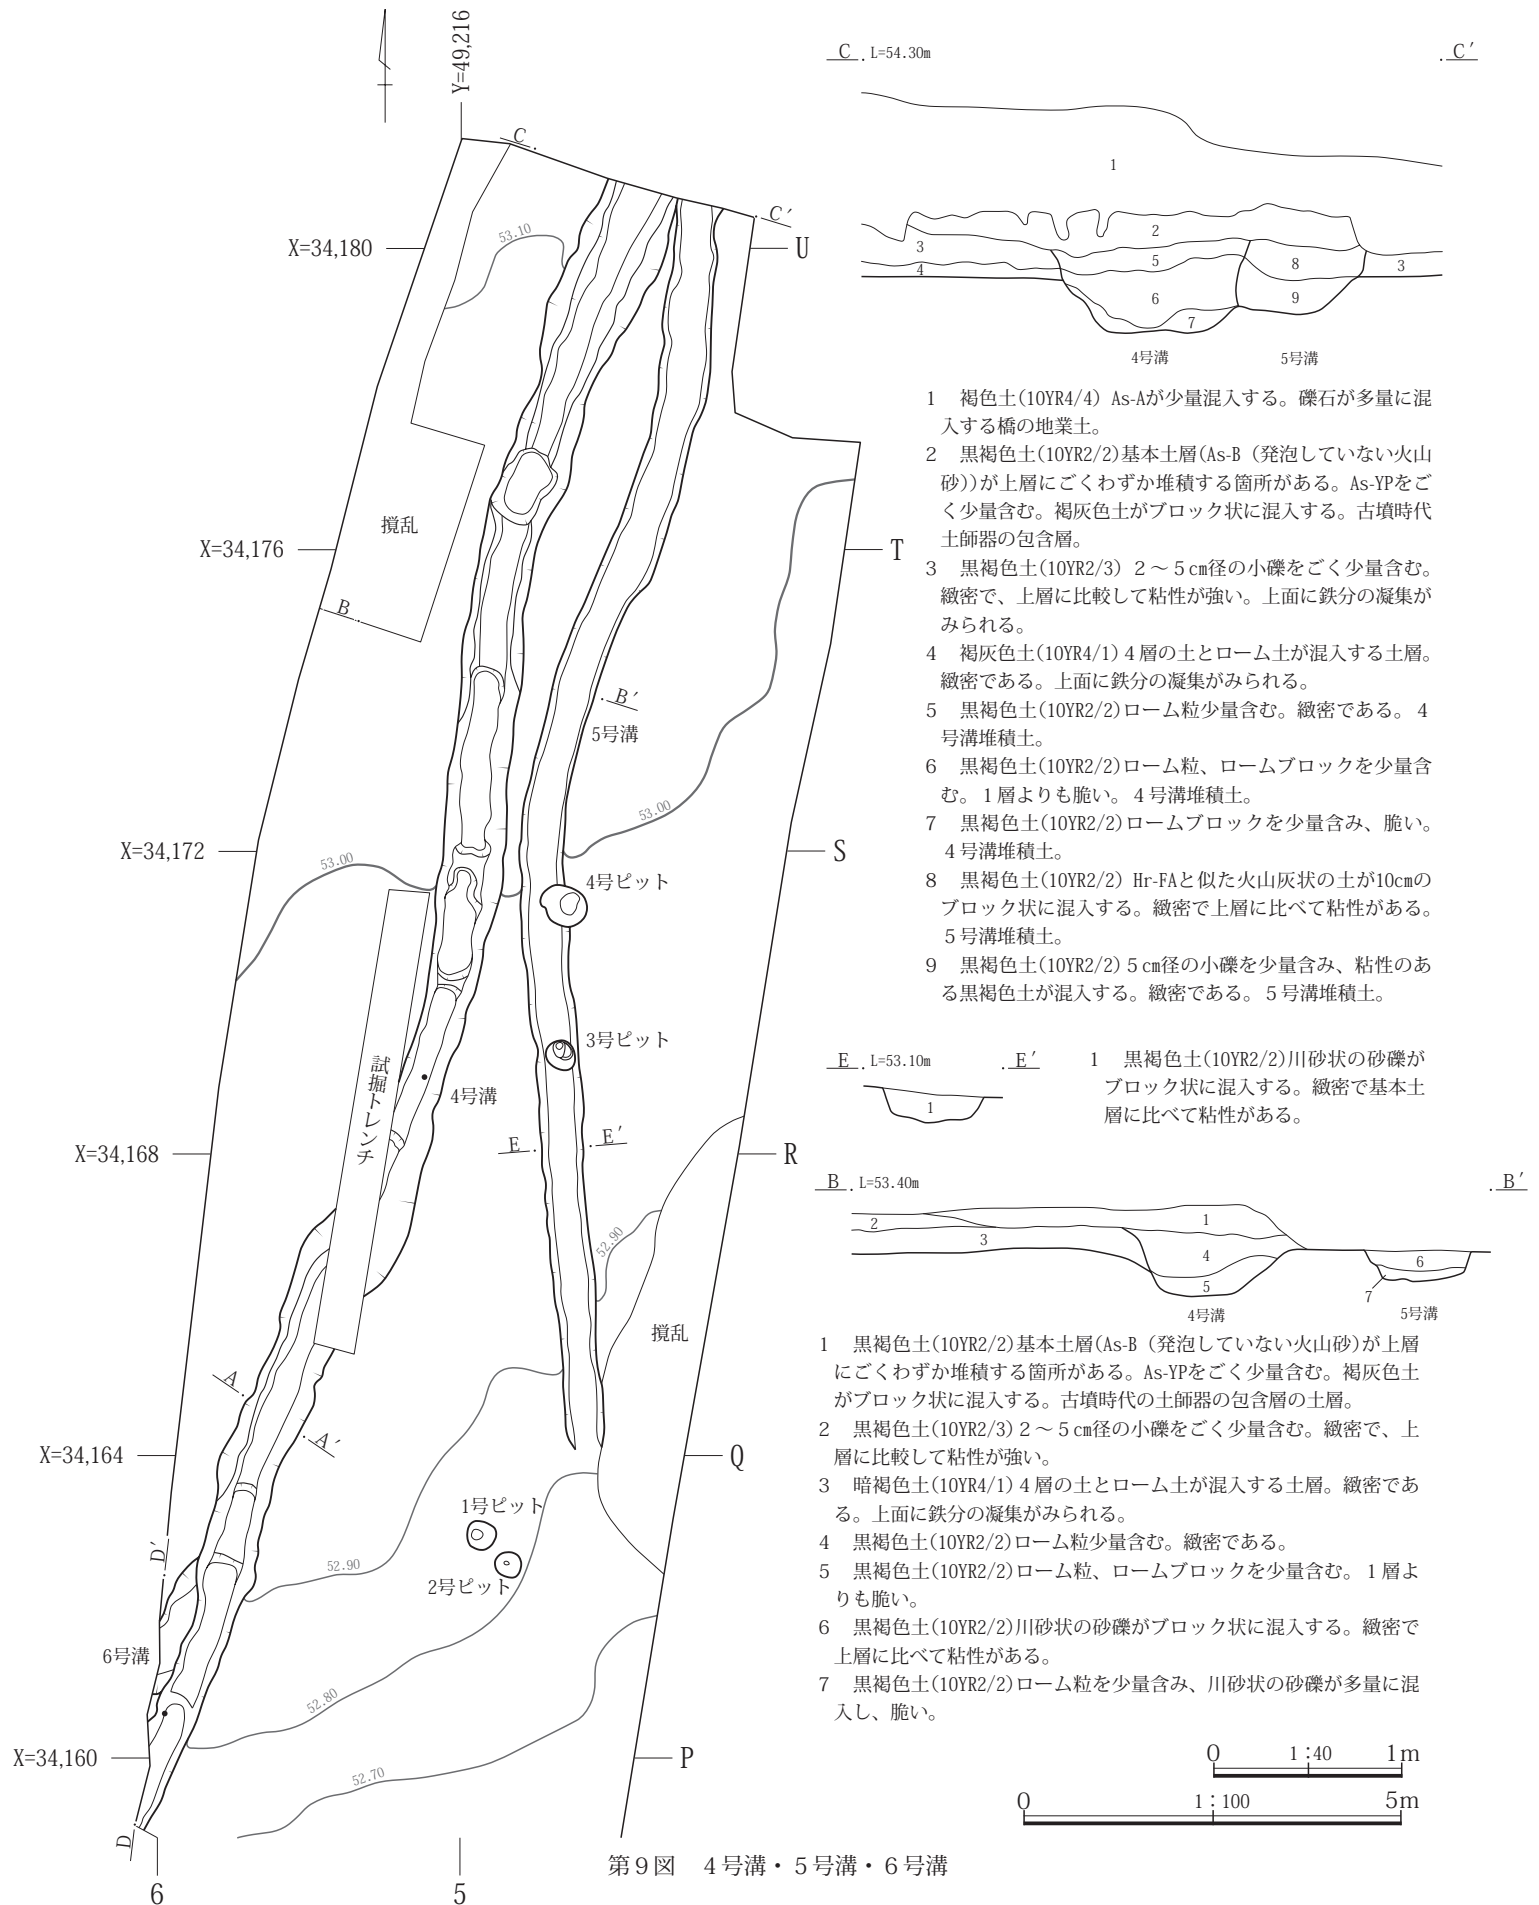 Y=49,216
C
C′
X=34,180
U
53.10
撹乱
X=34,176
T
B
B′
5号溝
53.00
X=34,172
S
53.00
4号ピット
3号ピット
試掘トレンチ
4号溝
E
E′
X=34,168
R
52.90
撹乱
A
A′
X=34,164
Q
1号ピット
2号ピット
52.90
D′
6号溝
52.80
X=34,160
P
52.70
D
6
5
C L=54.30m C′
1
2
3
4
5
6
7
8
9
3
4号溝
5号溝
1 褐色土(10YR4/4) As-Aが少量混入する。礫石が多量に混
入する橋の地業土。
2 黒褐色土(10YR2/2)基本土層(As-B（発泡していない火山
砂))が上層にごくわずか堆積する箇所がある。As-YPをご
く少量含む。褐灰色土がブロック状に混入する。古墳時代
土師器の包含層。
3 黒褐色土(10YR2/3) 2～5㎝径の小礫をごく少量含む。
緻密で、上層に比較して粘性が強い。上面に鉄分の凝集が
みられる。
4 褐灰色土(10YR4/1)4層の土とローム土が混入する土層。
緻密である。上面に鉄分の凝集がみられる。
5 黒褐色土(10YR2/2)ローム粒少量含む。緻密である。4
号溝堆積土。
6 黒褐色土(10YR2/2)ローム粒、ロームブロックを少量含
む。1層よりも脆い。4号溝堆積土。
7 黒褐色土(10YR2/2)ロームブロックを少量含み、脆い。
4号溝堆積土。
8 黒褐色土(10YR2/2) Hr-FAと似た火山灰状の土が10cmの
ブロック状に混入する。緻密で上層に比べて粘性がある。
5号溝堆積土。
9 黒褐色土(10YR2/2)5㎝径の小礫を少量含み、粘性のあ
る黒褐色土が混入する。緻密である。5号溝堆積土。
E L=53.10m E′
1
1 黒褐色土(10YR2/2)川砂状の砂礫が
ブロック状に混入する。緻密で基本土
層に比べて粘性がある。
B L=53.40m B′
1
2
3
4
5
6
7
4号溝
5号溝
1 黒褐色土(10YR2/2)基本土層(As-B（発泡していない火山砂)が上層
にごくわずか堆積する箇所がある。As-YPをごく少量含む。褐灰色土
がブロック状に混入する。古墳時代の土師器の包含層の土層。
2 黒褐色土(10YR2/3)2～5㎝径の小礫をごく少量含む。緻密で、上
層に比較して粘性が強い。
3 暗褐色土(10YR4/1)4層の土とローム土が混入する土層。緻密であ
る。上面に鉄分の凝集がみられる。
4 黒褐色土(10YR2/2)ローム粒少量含む。緻密である。
5 黒褐色土(10YR2/2)ローム粒、ロームブロックを少量含む。1層よ
りも脆い。
6 黒褐色土(10YR2/2)川砂状の砂礫がブロック状に混入する。緻密で
上層に比べて粘性がある。
7 黒褐色土(10YR2/2)ローム粒を少量含み、川砂状の砂礫が多量に混
入し、脆い。
0 1：40 1m
0 1：100 5m
第9図 4号溝・5号溝・6号溝